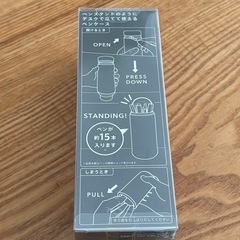 ペンスタンドのように
デスクで立てて使える
ペンケース
開けるとき
OPEN
PRESS
DOWN
STANDING!
ペンが
約15本
入ります
しまうとき
PULL